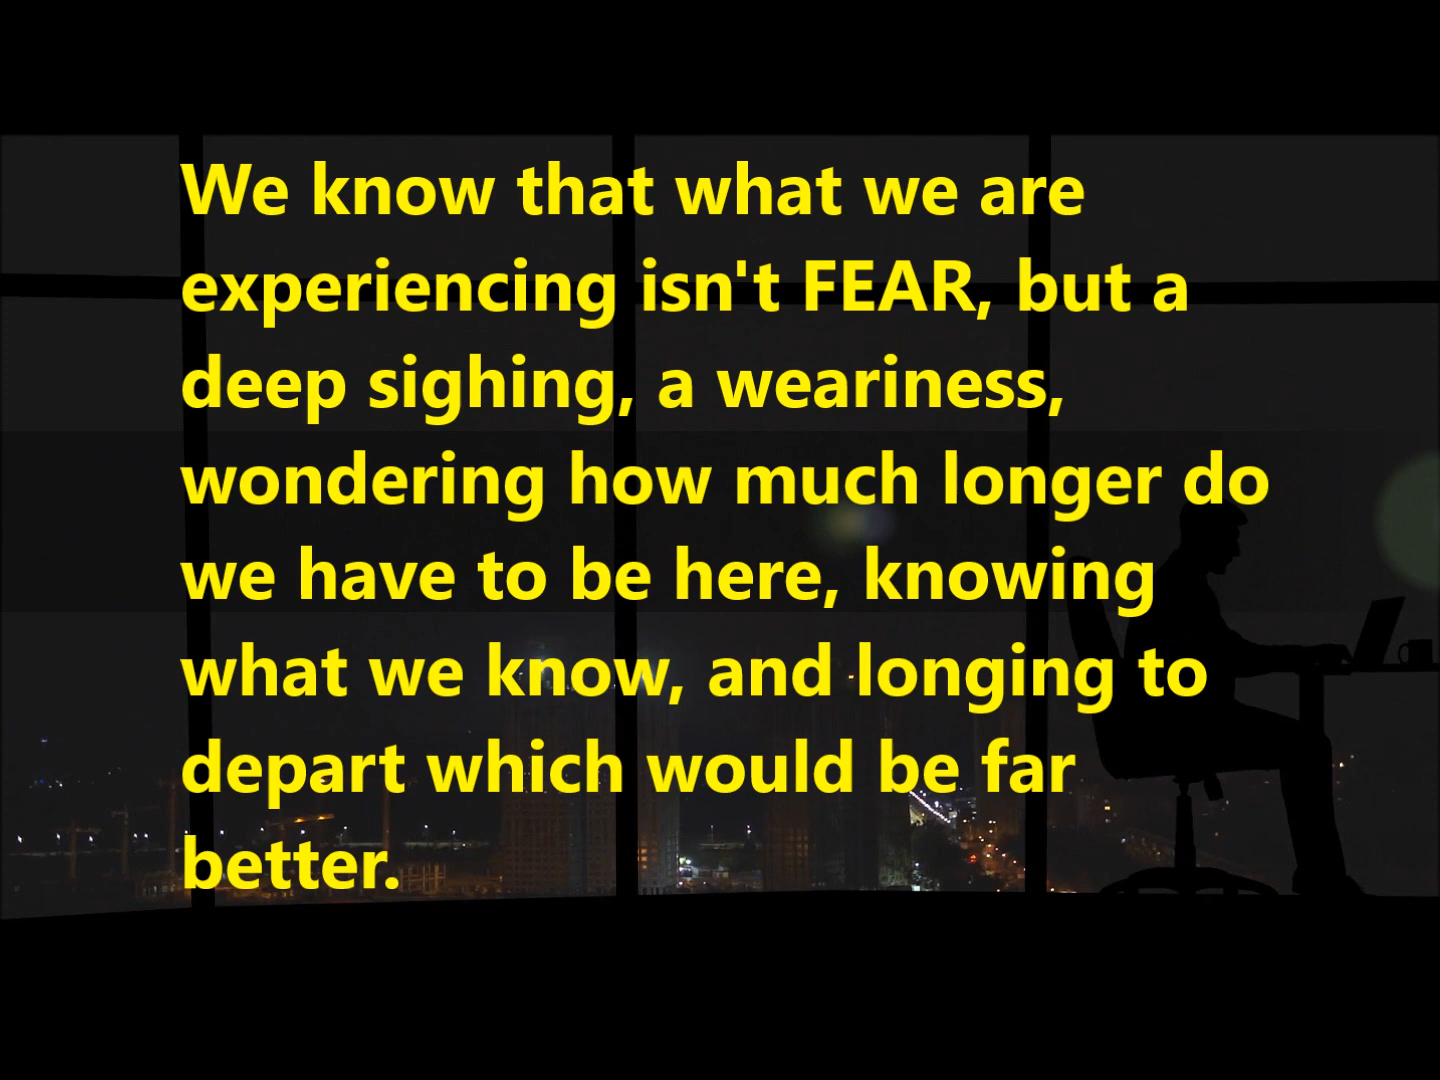 We know that what we are
experiencing isn't FEAR, but a
deep sighing, a weariness,
wondering how much longer do
we have to be here, knowing
what we know, and longing to
depart which would be far
better.